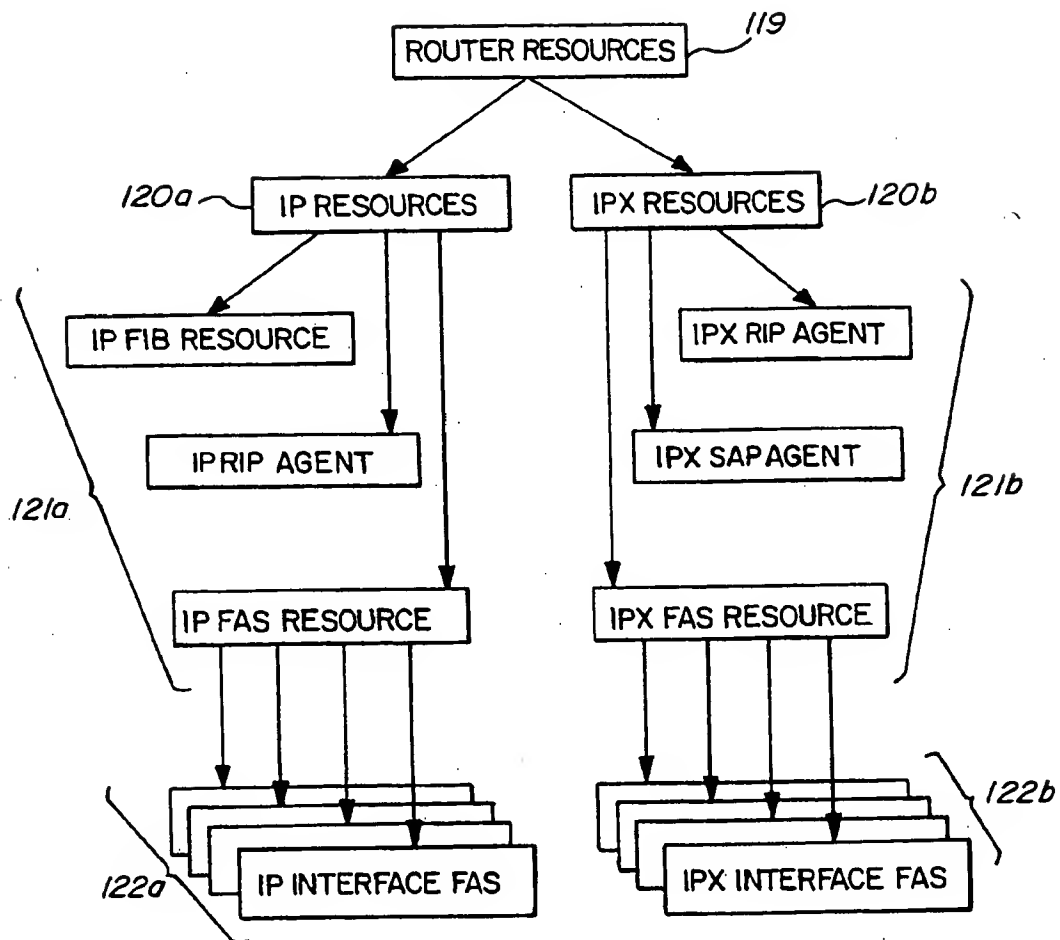 119
ROUTER RESOURCES
120a
IP RESOURCES
IPX RESOURCES
120b
IP FIB RESOURCE
IPX RIP AGENT
IP RIP AGENT
IPX SAP AGENT
121a
121b
IP FAS RESOURCE
IPX FAS RESOURCE
122b
122a
IP INTERFACE FAS
IPX INTERFACE FAS